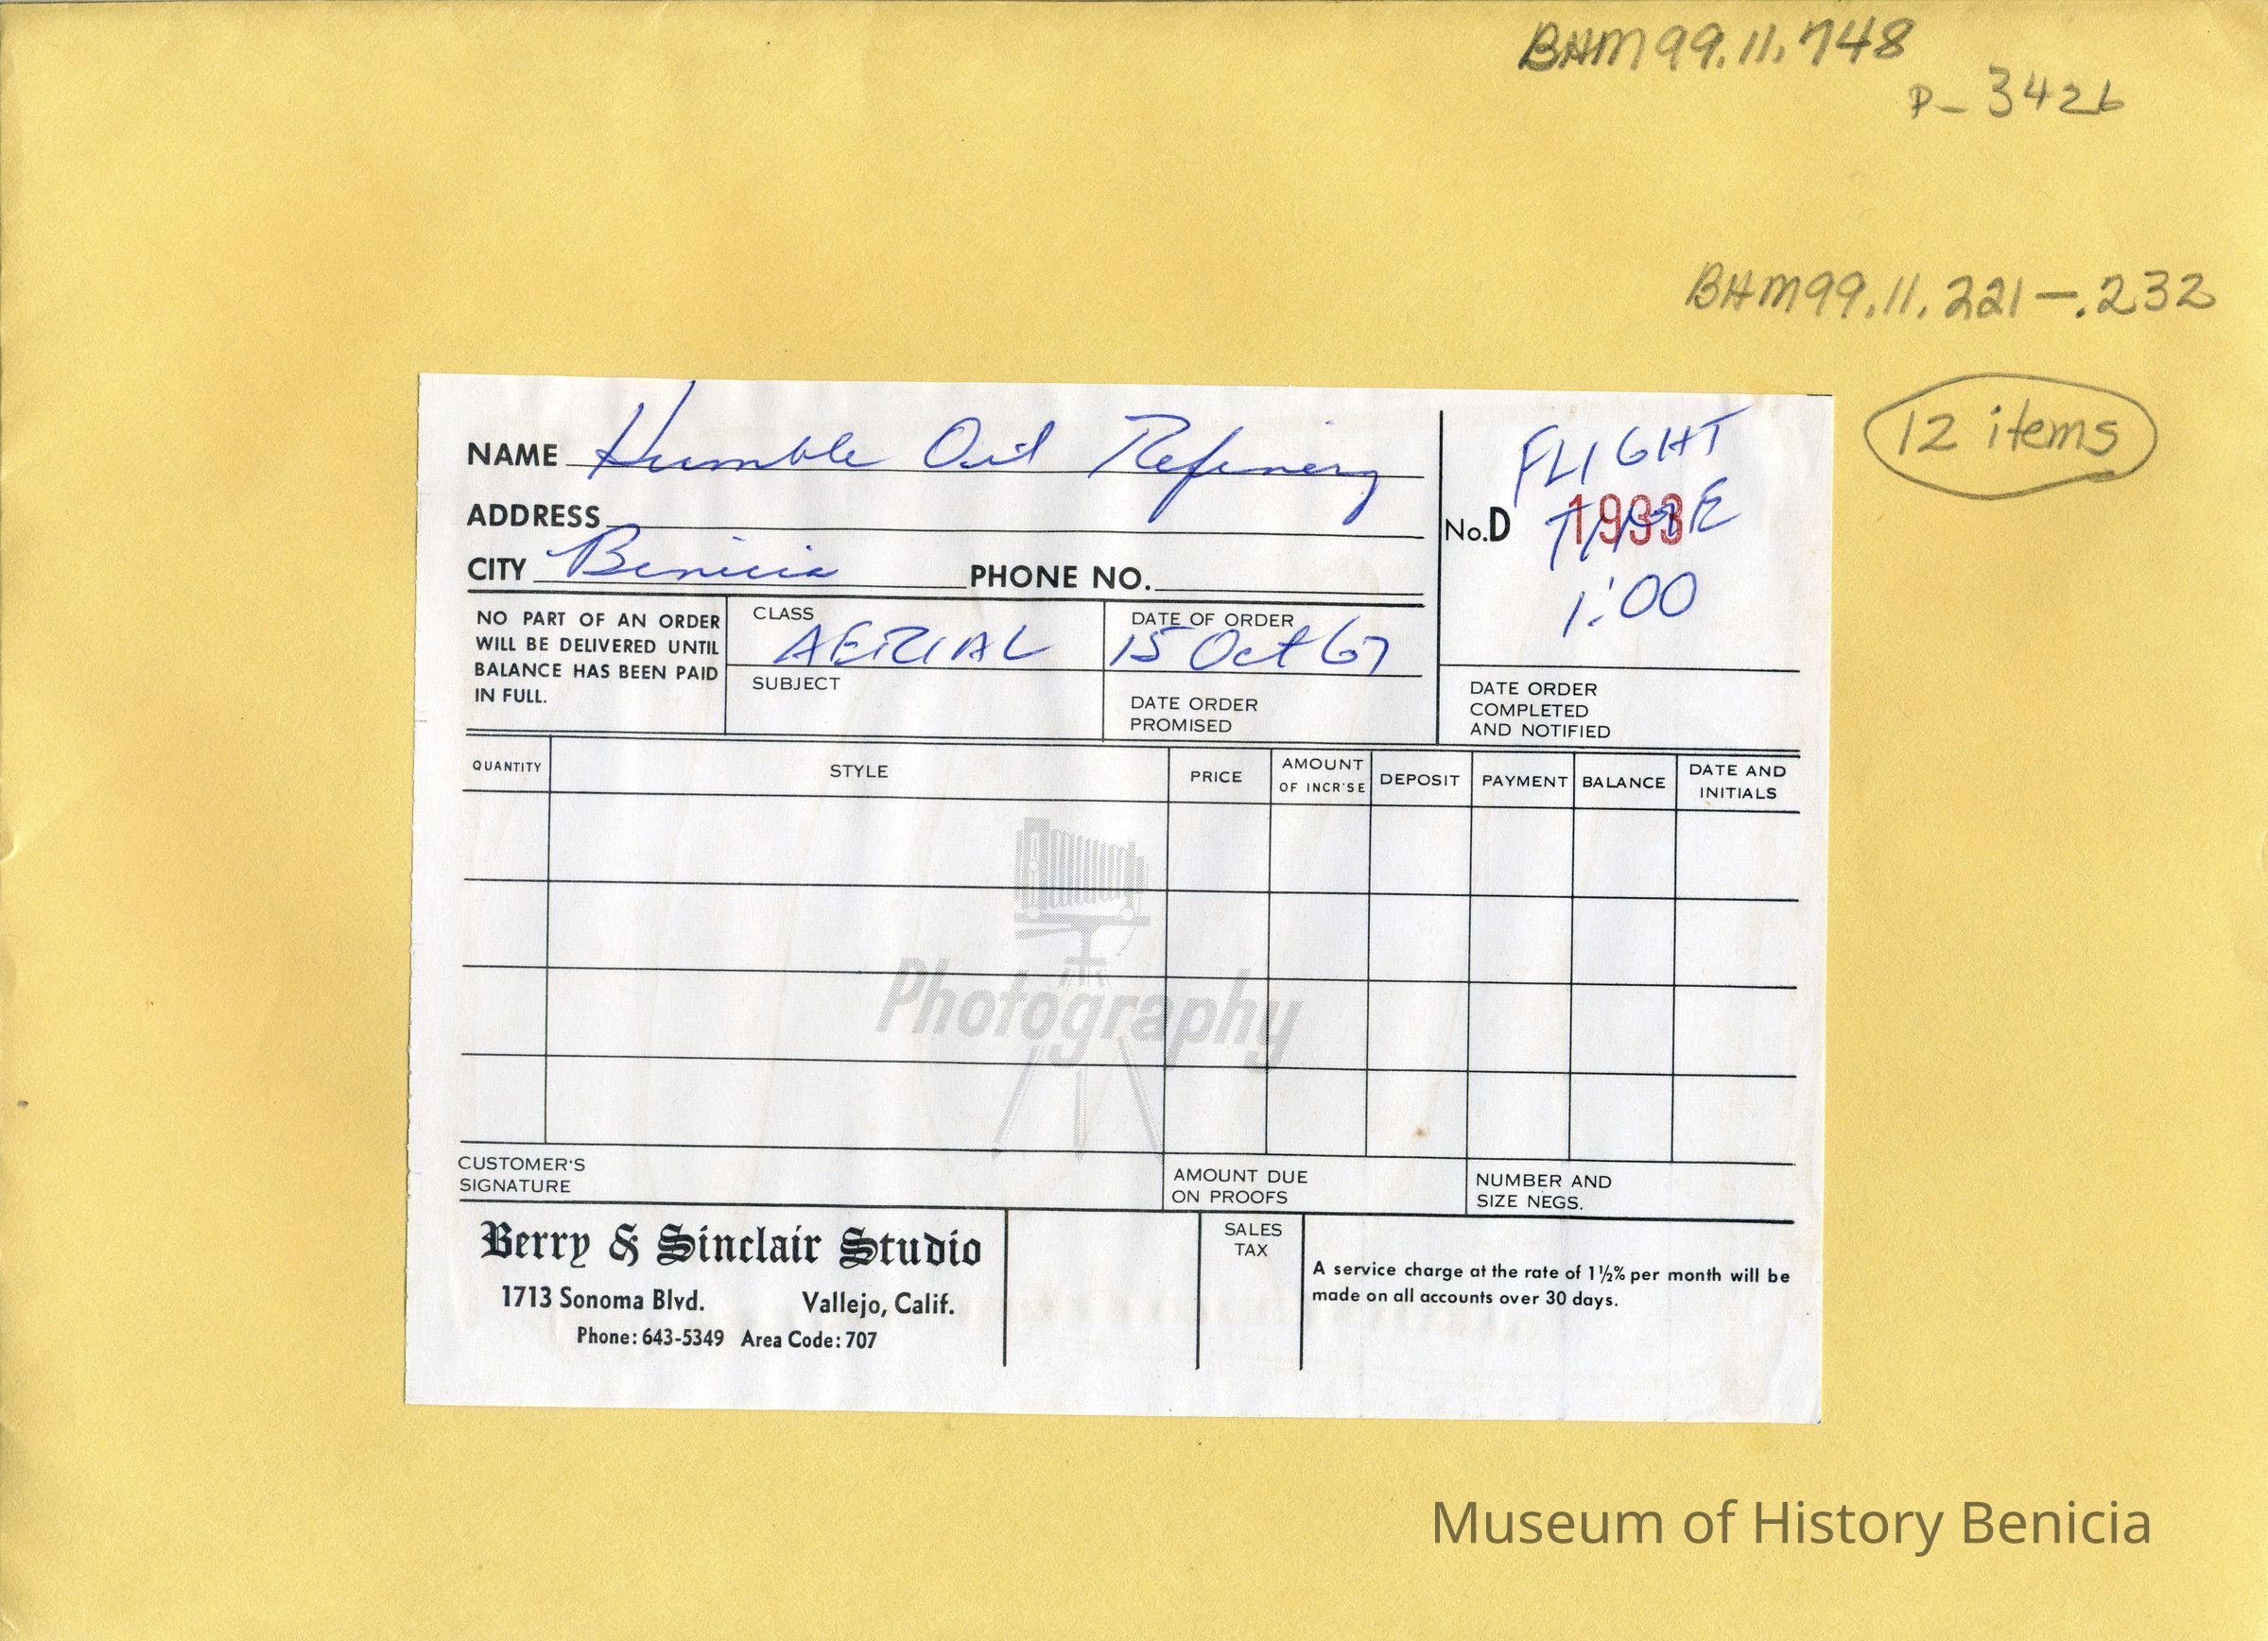 BHM99.11.748
P-3426
BHM99.11.221-.232
12 items
NAME Humble Oil Refinery
ADDRESS
CITY Benicia PHONE NO.
FLIGHT
No.D
TIME
1:00
NO PART OF AN ORDER
WILL BE DELIVERED UNTIL
BALANCE HAS BEEN PAID
IN FULL.
CLASS
AERIAL
SUBJECT
DATE OF ORDER
15 Oct 67
DATE ORDER
PROMISED
DATE ORDER
COMPLETED
AND NOTIFIED
QUANTITY STYLE PRICE AMOUNT OF INCR'SE DEPOSIT PAYMENT BALANCE DATE AND INITIALS
Photography
CUSTOMER'S
SIGNATURE
AMOUNT DUE
ON PROOFS
NUMBER AND
SIZE NEGS.
Berry & Sinclair Studio
1713 Sonoma Blvd. Vallejo, Calif.
Phone: 643-5349 Area Code: 707
SALES
TAX
A service charge at the rate of 1½% per month will be
made on all accounts over 30 days.
Museum of History Benicia